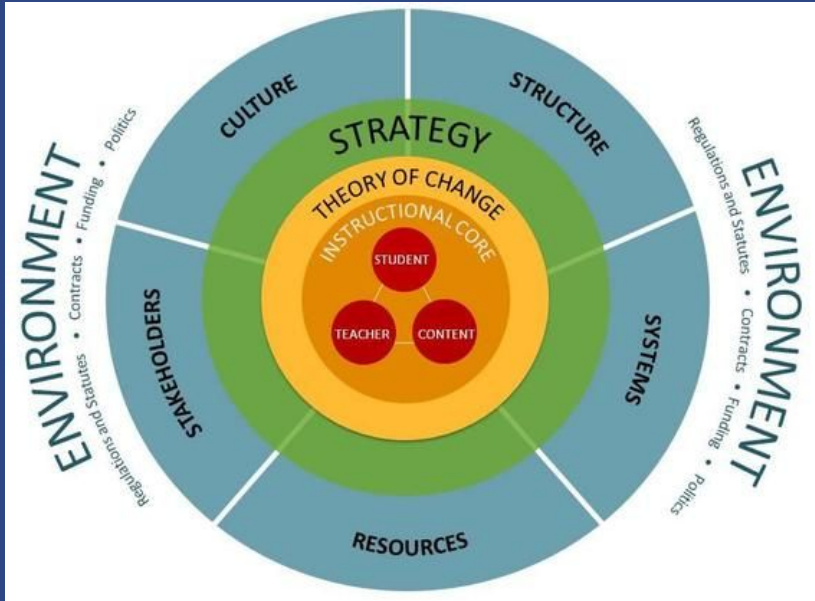 ENVIRONMENT
Regulations and Statutes • Contracts • Funding • Politics
CULTURE
STRUCTURE
STRATEGY
THEORY OF CHANGE
INSTRUCTIONAL CORE
STUDENT
TEACHER
CONTENT
STAKEHOLDERS
SYSTEMS
RESOURCES
ENVIRONMENT
Regulations and Statutes • Contracts • Funding • Politics